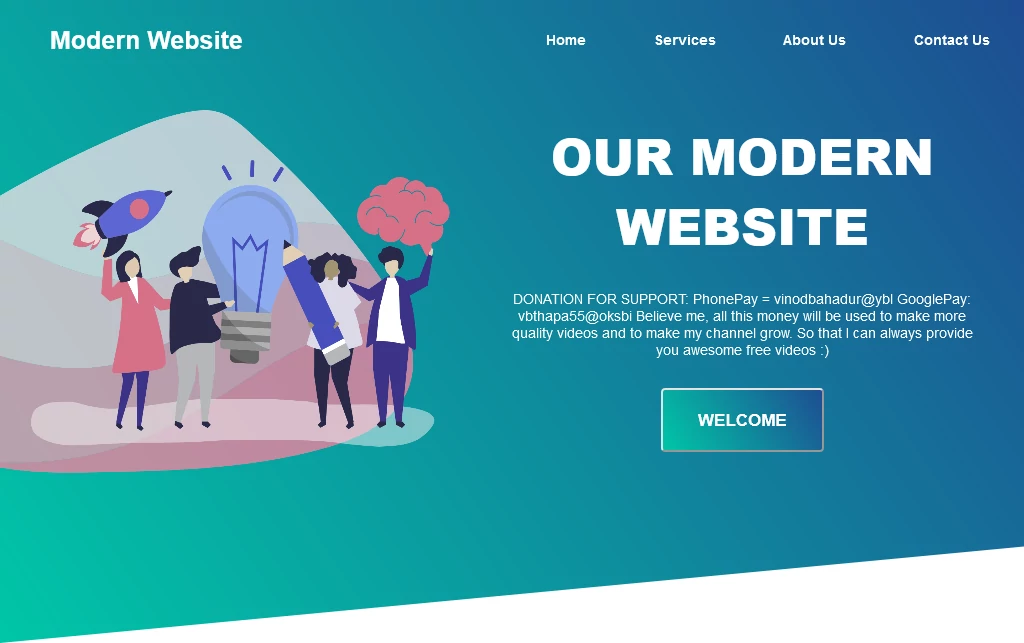 Modern Website
Home
Services
About Us
Contact Us
OUR MODERN
WEBSITE
DONATION FOR SUPPORT: PhonePay = vinodbahadur@ybl GooglePay:
vbthapa55@oksbi Believe me, all this money will be used to make more
quality videos and to make my channel grow. So that I can always provide
you awesome free videos :)
WELCOME